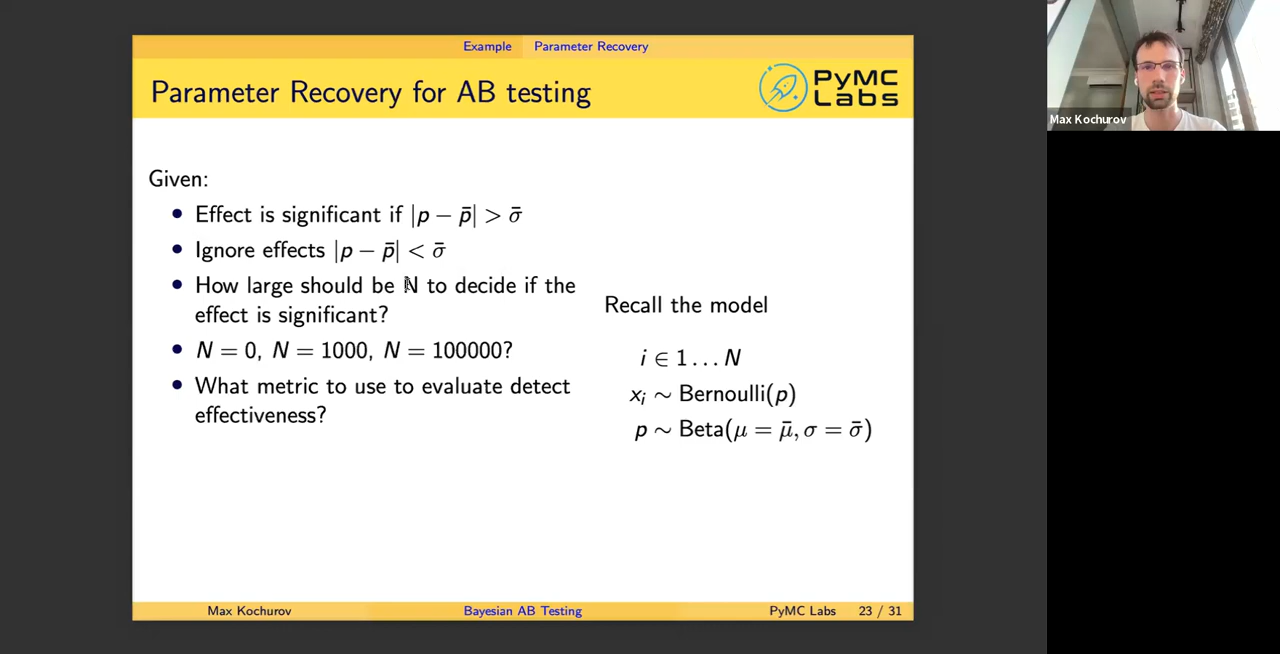 Example Parameter Recovery
Parameter Recovery for AB testing
PyMC
Labs
Max Kochurov
Given:
• Effect is significant if |p − p̄| > σ̄
• Ignore effects |p − p̄| < σ̄
• How large should be N to decide if the
effect is significant?
• N = 0, N = 1000, N = 100000?
• What metric to use to evaluate detect
effectiveness?
Recall the model
i ∈ 1 . . . N
xᵢ ∼ Bernoulli(p)
p ∼ Beta(μ = μ̄, σ = σ̄)
Max Kochurov Bayesian AB Testing PyMC Labs 23 / 31